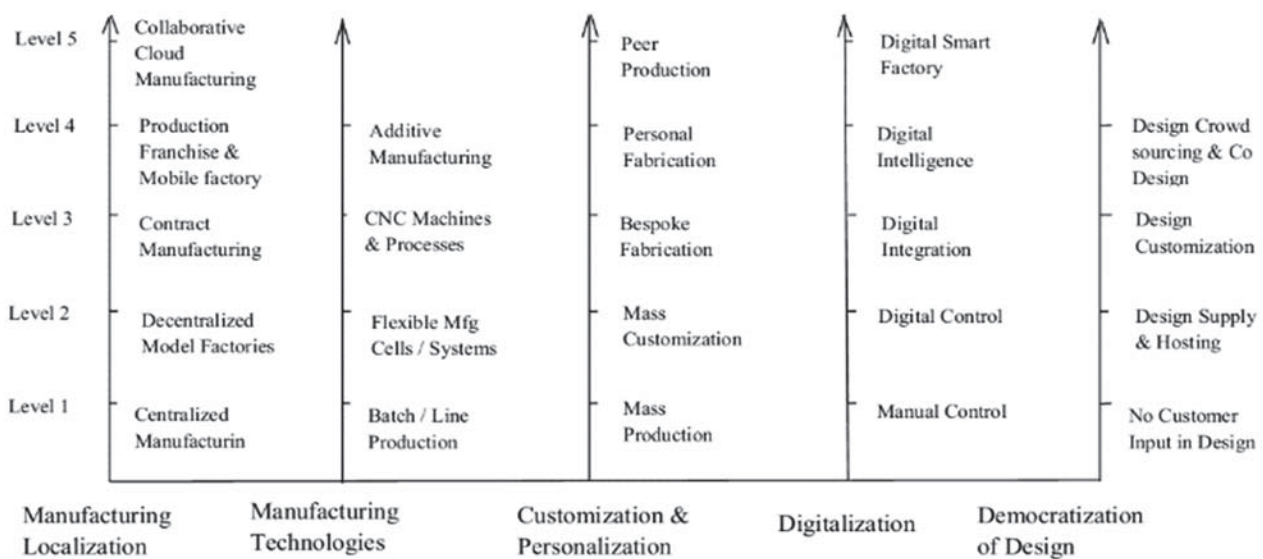 Level 5
Collaborative
Cloud
Manufacturing
Peer
Production
Digital Smart
Factory
Level 4
Production
Franchise &
Mobile factory
Additive
Manufacturing
Personal
Fabrication
Digital
Intelligence
Design Crowd
sourcing & Co
Design
Level 3
Contract
Manufacturing
CNC Machines
& Processes
Bespoke
Fabrication
Digital
Integration
Design
Customization
Level 2
Decentralized
Model Factories
Flexible Mfg
Cells / Systems
Mass
Customization
Digital Control
Design Supply
& Hosting
Level 1
Centralized
Manufacturin
Batch / Line
Production
Mass
Production
Manual Control
No Customer
Input in Design
Manufacturing
Localization
Manufacturing
Technologies
Customization &
Personalization
Digitalization
Democratization
of Design